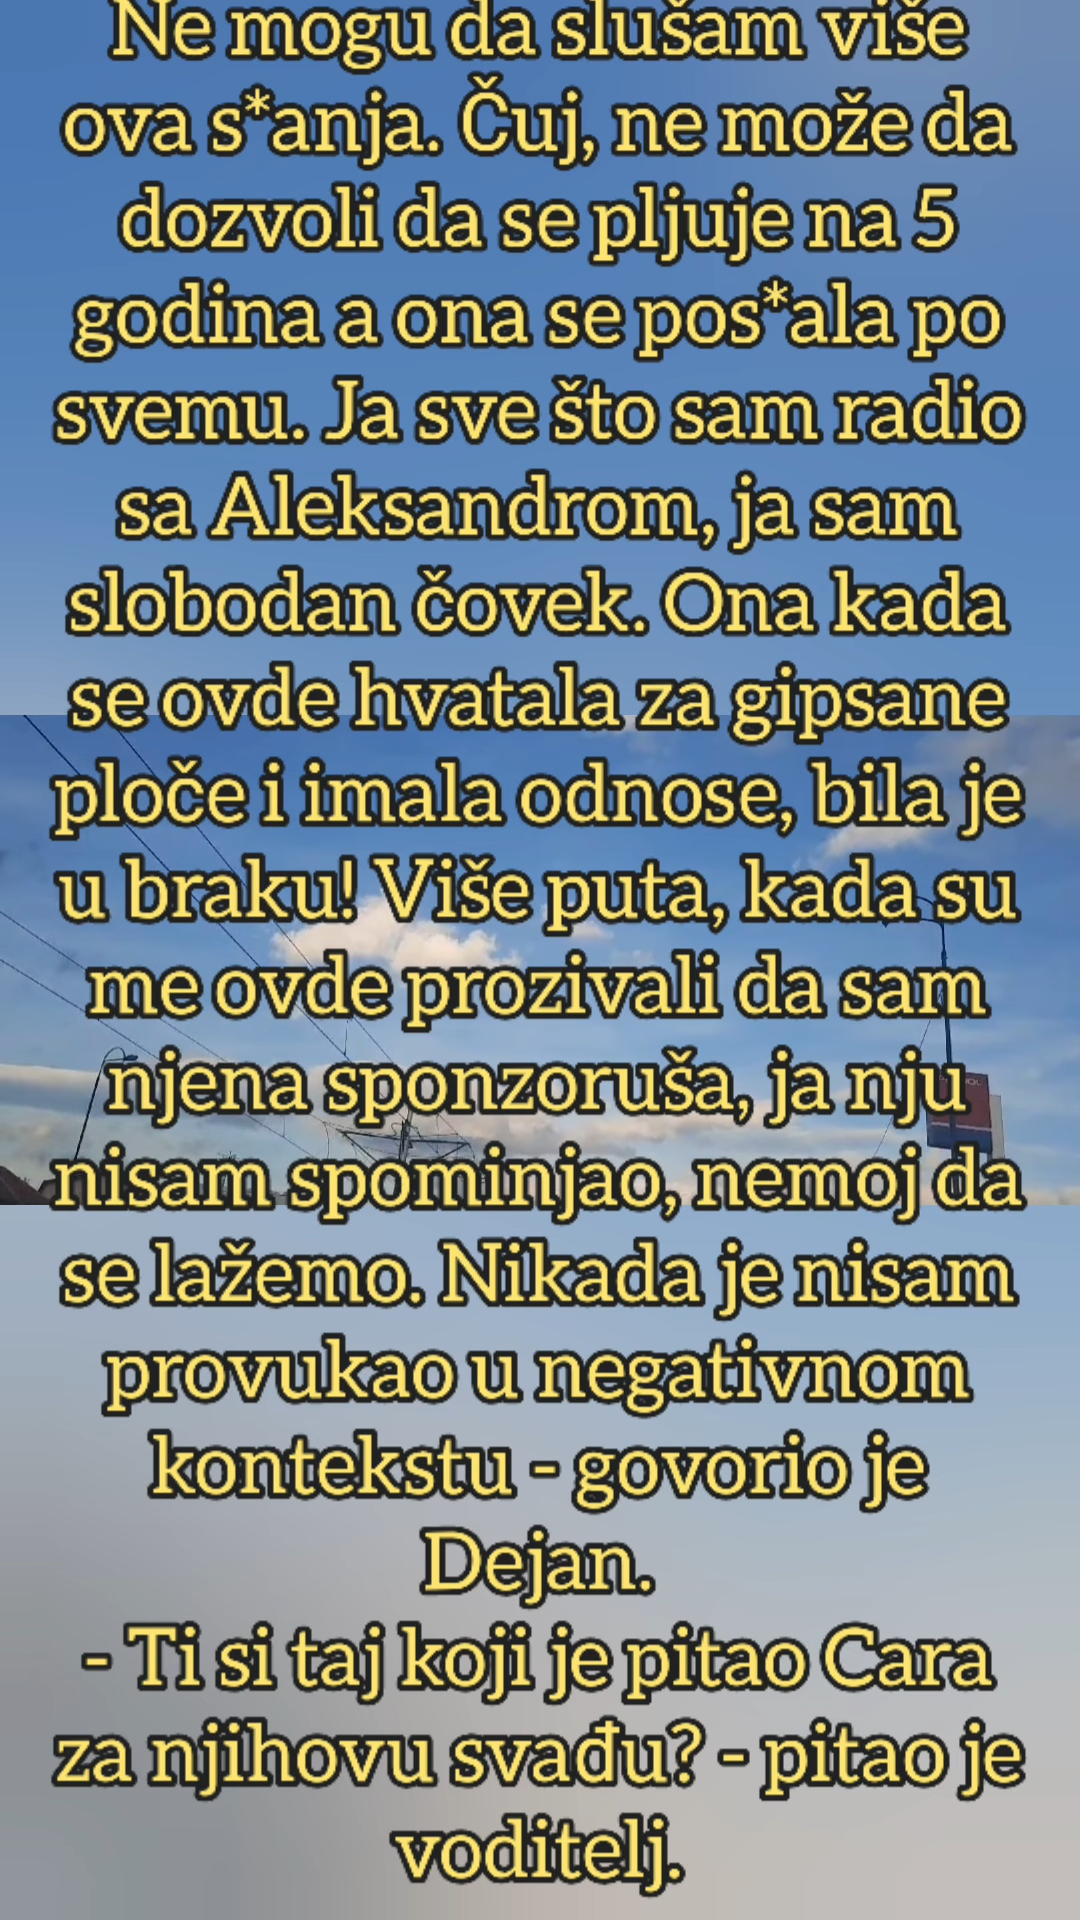 Ne mogu da slušam više
ova s*anja. Čuj, ne može da
dozvoli da se pljuje na 5
godina a ona se pos*ala po
svemu. Ja sve što sam radio
sa Aleksandrom, ja sam
slobodan čovek. Ona kada
se ovde hvatala za gipsane
ploče i imala odnose, bila je
u braku! Više puta, kada su
me ovde prozivali da sam
njena sponzoruša, ja nju
nisam spominjao, nemoj da
se lažemo. Nikada je nisam
provukao u negativnom
kontekstu - govorio je
Dejan.
- Ti si taj koji je pitao Cara
za njihovu svađu? - pitao je
voditelj.